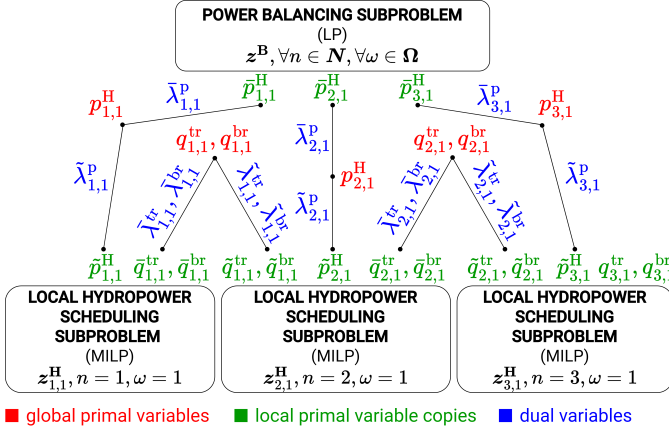 POWER BALANCING SUBPROBLEM
(LP)
z^B, ∀n ∈ N, ∀ω ∈ Ω
p̄^H_{1,1} p̄^H_{2,1} p̄^H_{3,1}
λ̄^p_{1,1} λ̄^p_{3,1}
p^H_{1,1} p^H_{3,1}
q^tr_{1,1}, q^br_{1,1} λ̄^p_{2,1} q^tr_{2,1}, q^br_{2,1}
λ̃^p_{1,1} p^H_{2,1} λ̃^p_{3,1}
λ̄^tr_{1,1}, λ̄^br_{1,1} λ̃^tr_{1,1}, λ̃^br_{1,1} λ̃^p_{2,1} λ̄^tr_{2,1}, λ̄^br_{2,1} λ̃^tr_{2,1}, λ̃^br_{2,1}
p̃^H_{1,1} q̄^tr_{1,1}, q̄^br_{1,1} q̃^tr_{1,1}, q̃^br_{1,1} p̃^H_{2,1} q̄^tr_{2,1}, q̄^br_{2,1} q̃^tr_{2,1}, q̃^br_{2,1} p̃^H_{3,1} q^tr_{3,1}, q^br_{3,1}
LOCAL HYDROPOWER
SCHEDULING
SUBPROBLEM
(MILP)
z^H_{1,1}, n = 1, ω = 1
LOCAL HYDROPOWER
SCHEDULING
SUBPROBLEM
(MILP)
z^H_{2,1}, n = 2, ω = 1
LOCAL HYDROPOWER
SCHEDULING
SUBPROBLEM
(MILP)
z^H_{3,1}, n = 3, ω = 1
global primal variables local primal variable copies dual variables